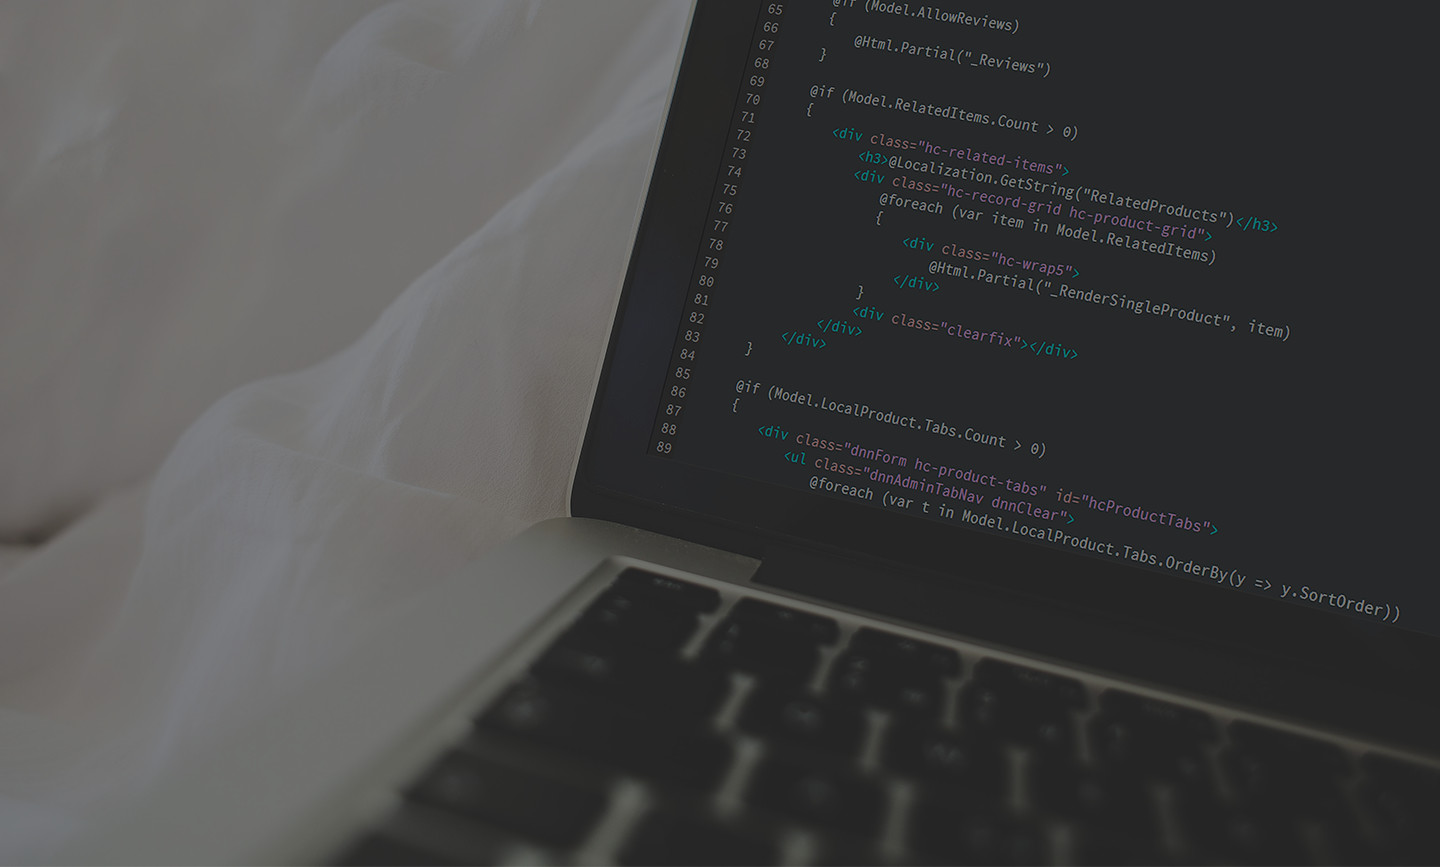 @if (Model.AllowReviews)
65 {
66 @Html.Partial("_Reviews")
67 }
68
69 @if (Model.RelatedItems.Count > 0)
70 {
71 <div class="hc-related-items">
72 <h3>@Localization.GetString("RelatedProducts")</h3>
73 <div class="hc-record-grid hc-product-grid">
74 @foreach (var item in Model.RelatedItems)
75 {
76 <div class="hc-wrap5">
77 @Html.Partial("_RenderSingleProduct", item)
78 </div>
79 }
80 <div class="clearfix"></div>
81 </div>
82 </div>
83 }
84
85 @if (Model.LocalProduct.Tabs.Count > 0)
86 {
87 <div class="dnnForm hc-product-tabs" id="hcProductTabs">
88 <ul class="dnnAdminTabNav dnnClear">
89 @foreach (var t in Model.LocalProduct.Tabs.OrderBy(y => y.SortOrder))